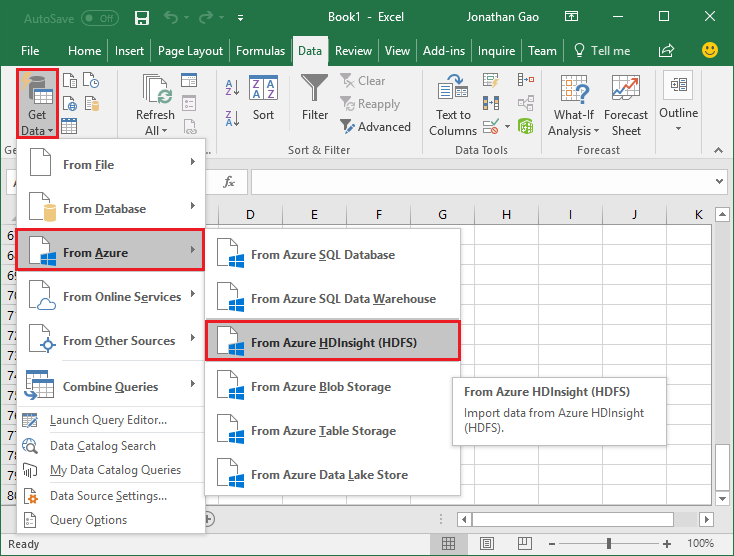 AutoSave Off
Book1 - Excel
Jonathan Gao
File Home Insert Page Layout Formulas Data Review View Add-ins Inquire Team Tell me
Get
Data
Refresh
All
Sort
Filter
Clear
Reapply
Advanced
Text to
Columns
What-If
Analysis
Forecast
Sheet
Outline
Sort & Filter
Data Tools
Forecast
From File
From Database
From Azure
From Online Services
From Other Sources
Combine Queries
Launch Query Editor...
Data Catalog Search
My Data Catalog Queries
Data Source Settings...
Query Options
fx
D E F G H I J K
From Azure SQL Database
From Azure SQL Data Warehouse
From Azure HDInsight (HDFS)
From Azure Blob Storage
From Azure Table Storage
From Azure Data Lake Store
From Azure HDInsight (HDFS)
Import data from Azure HDInsight
(HDFS).
Ready
100%